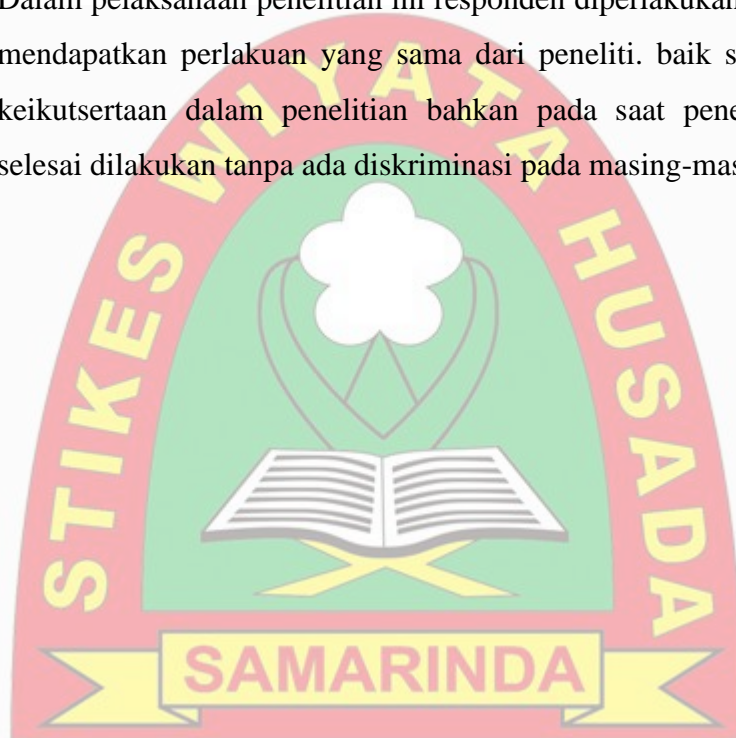 Dalam pelaksanaan penelitian ini responden diperlakukan
mendapatkan perlakuan yang sama dari peneliti. baik s
keikutsertaan dalam penelitian bahkan pada saat pene
selesai dilakukan tanpa ada diskriminasi pada masing-mas
STIKES WIYATA HUSADA
SAMARINDA